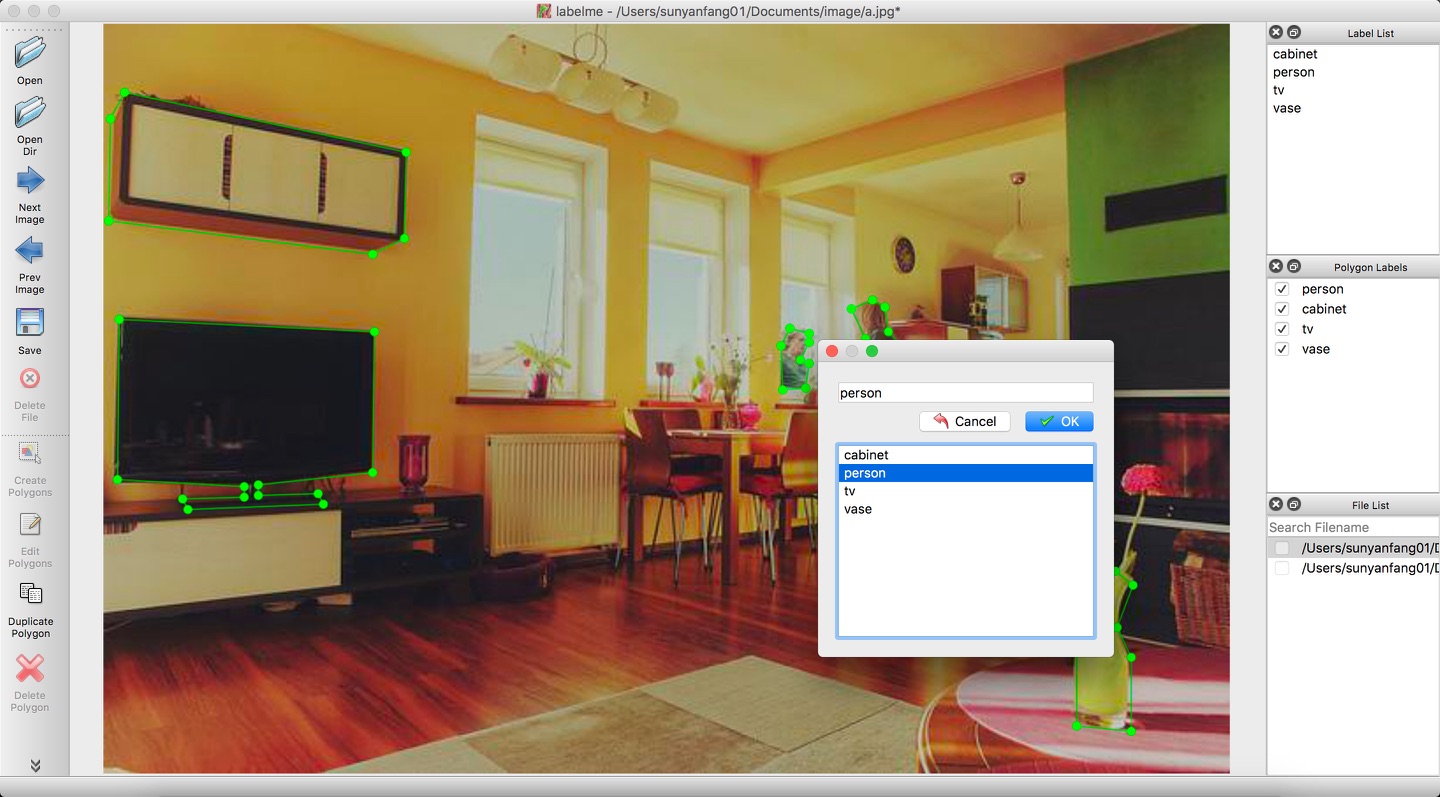 labelme - /Users/sunyanfang01/Documents/image/a.jpg*
Open
Open
Dir
Next
Image
Prev
Image
Save
Delete
File
Create
Polygons
Edit
Polygons
Duplicate
Polygon
Delete
Polygon
person
Cancel
OK
cabinet
person
tv
vase
Label List
cabinet
person
tv
vase
Polygon Labels
person
cabinet
tv
vase
File List
Search Filename
/Users/sunyanfang01/D
/Users/sunyanfang01/D